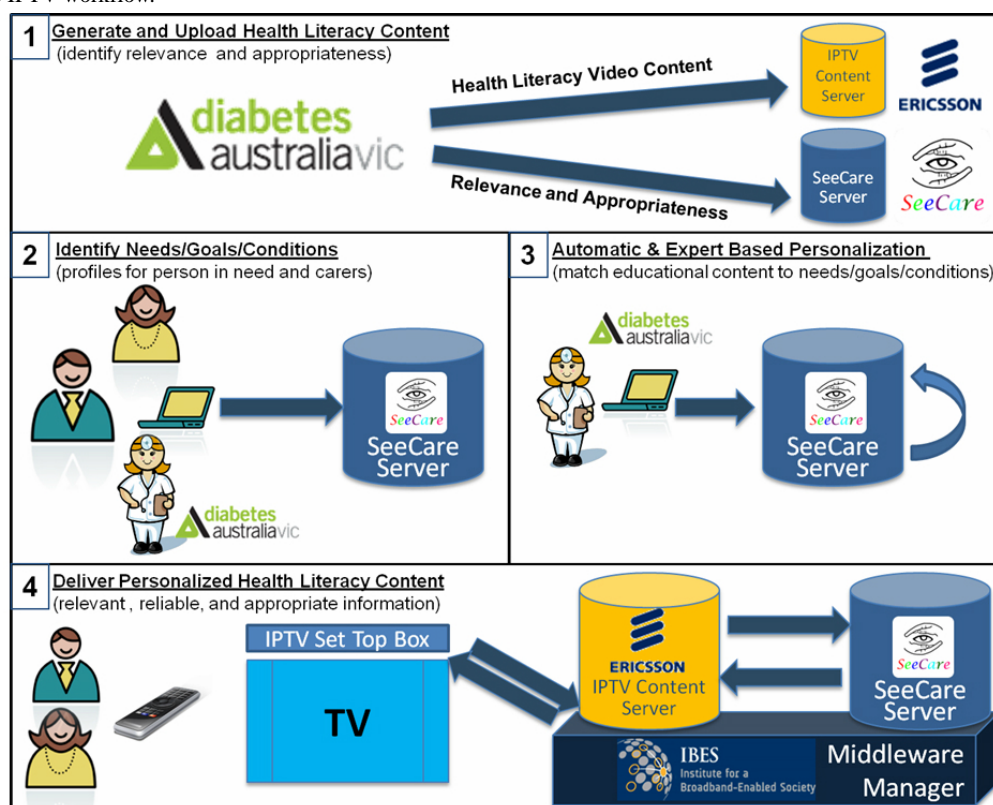 IPTV workflow.
1
Generate and Upload Health Literacy Content
(identify relevance and appropriateness)
diabetes
australiavic
Health Literacy Video Content
Relevance and Appropriateness
IPTV
Content
Server
ERICSSON
SeeCare
Server
SeeCare
2
Identify Needs/Goals/Conditions
(profiles for person in need and carers)
SeeCare
SeeCare
Server
diabetes
australiavic
3
Automatic & Expert Based Personalization
(match educational content to needs/goals/conditions)
diabetes
australiavic
SeeCare
SeeCare
Server
4
Deliver Personalized Health Literacy Content
(relevant , reliable, and appropriate information)
IPTV Set Top Box
TV
ERICSSON
IPTV Content
Server
SeeCare
SeeCare
Server
IBES
Institute for a
Broadband-Enabled Society
Middleware
Manager